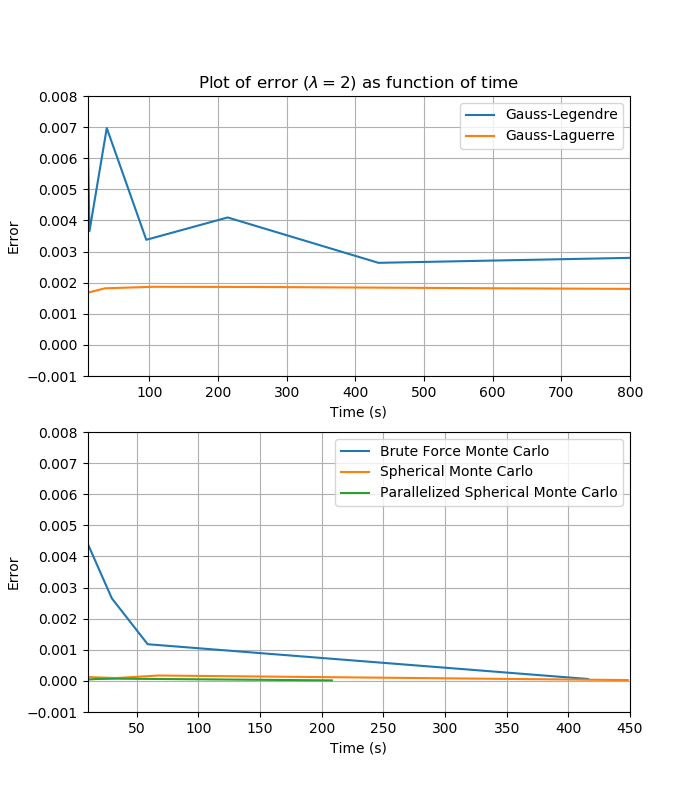 Plot of error (λ = 2) as function of time
0.008
0.007
0.006
0.005
0.004
0.003
0.002
0.001
0.000
−0.001
Error
Gauss-Legendre
Gauss-Laguerre
100 200 300 400 500 600 700 800
Time (s)
0.008
0.007
0.006
0.005
0.004
0.003
0.002
0.001
0.000
−0.001
Error
Brute Force Monte Carlo
Spherical Monte Carlo
Parallelized Spherical Monte Carlo
50 100 150 200 250 300 350 400 450
Time (s)